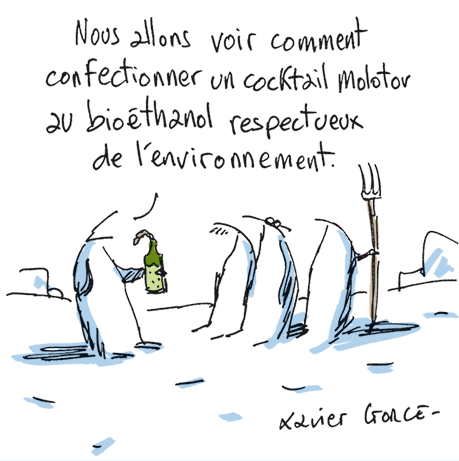 Nous allons voir comment
confectionner un cocktail molotov
au bioéthanol respectueux
de l'environnement.
Xavier GORCE-